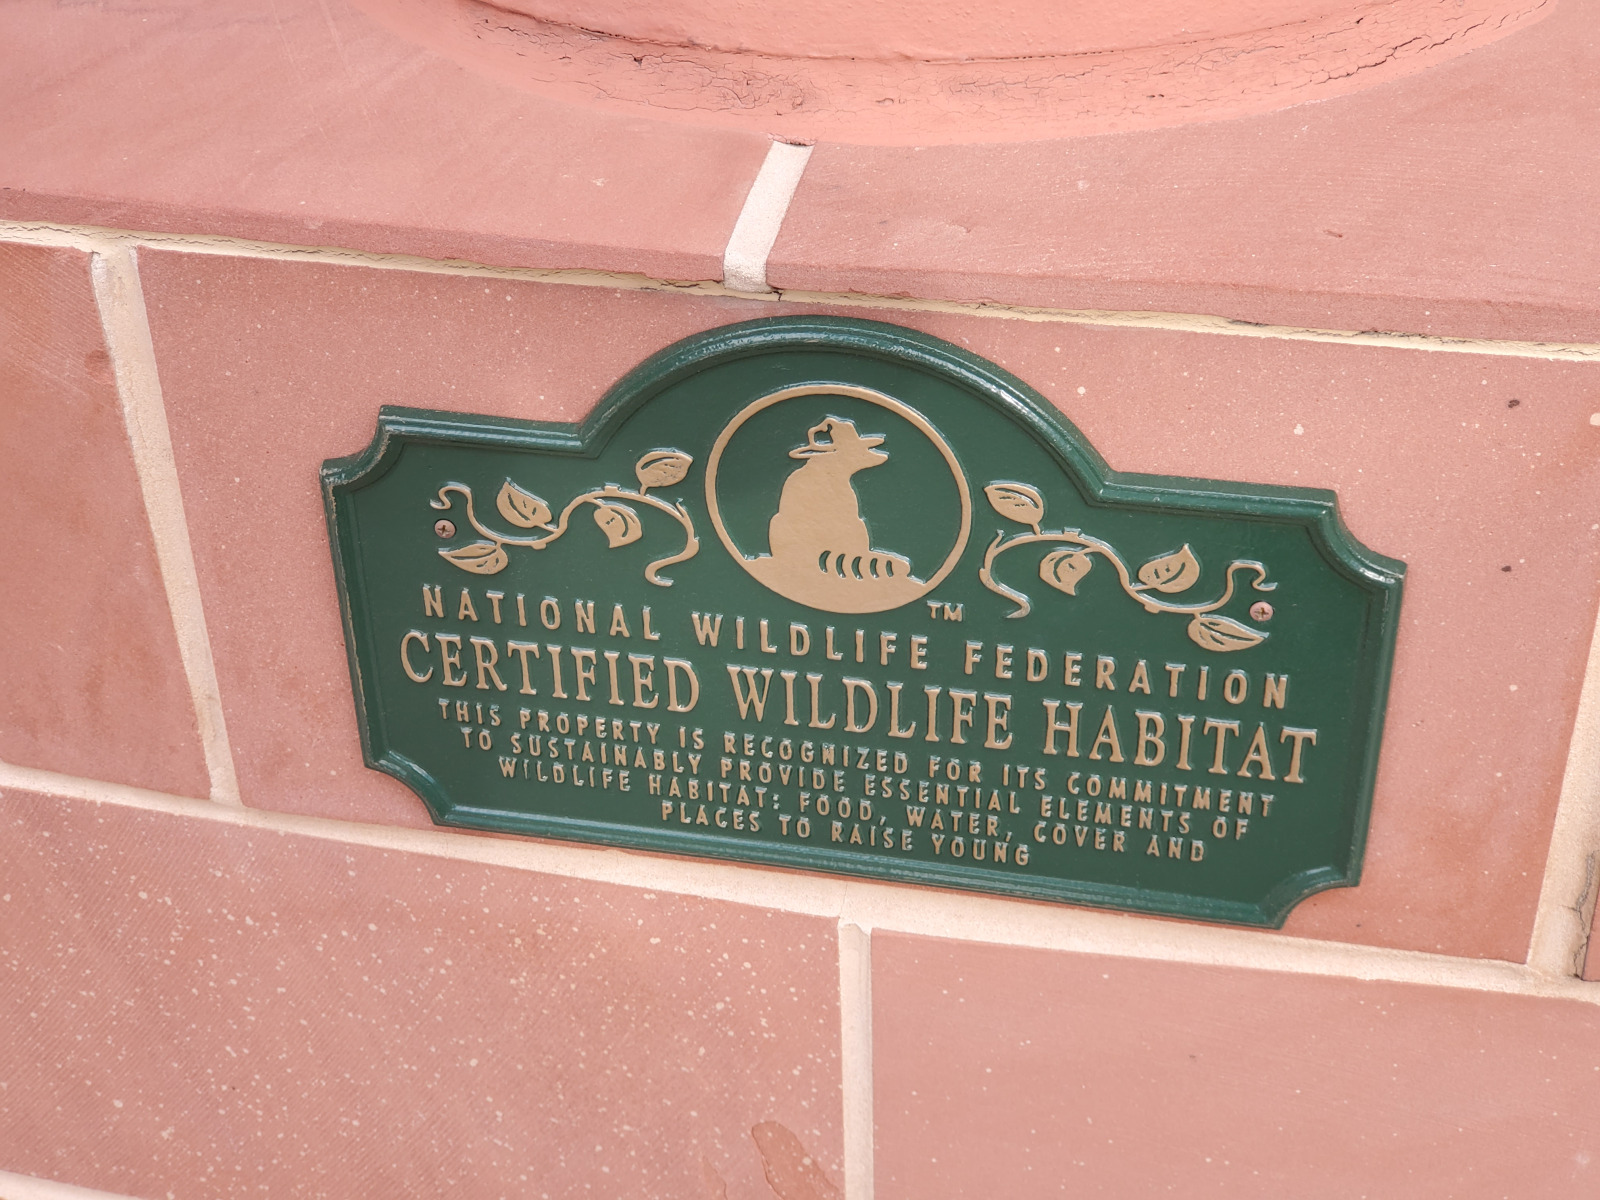 TM
NATIONAL WILDLIFE FEDERATION
CERTIFIED WILDLIFE HABITAT
THIS PROPERTY IS RECOGNIZED FOR ITS COMMITMENT
TO SUSTAINABLY PROVIDE ESSENTIAL ELEMENTS OF
WILDLIFE HABITAT: FOOD, WATER, COVER AND
PLACES TO RAISE YOUNG